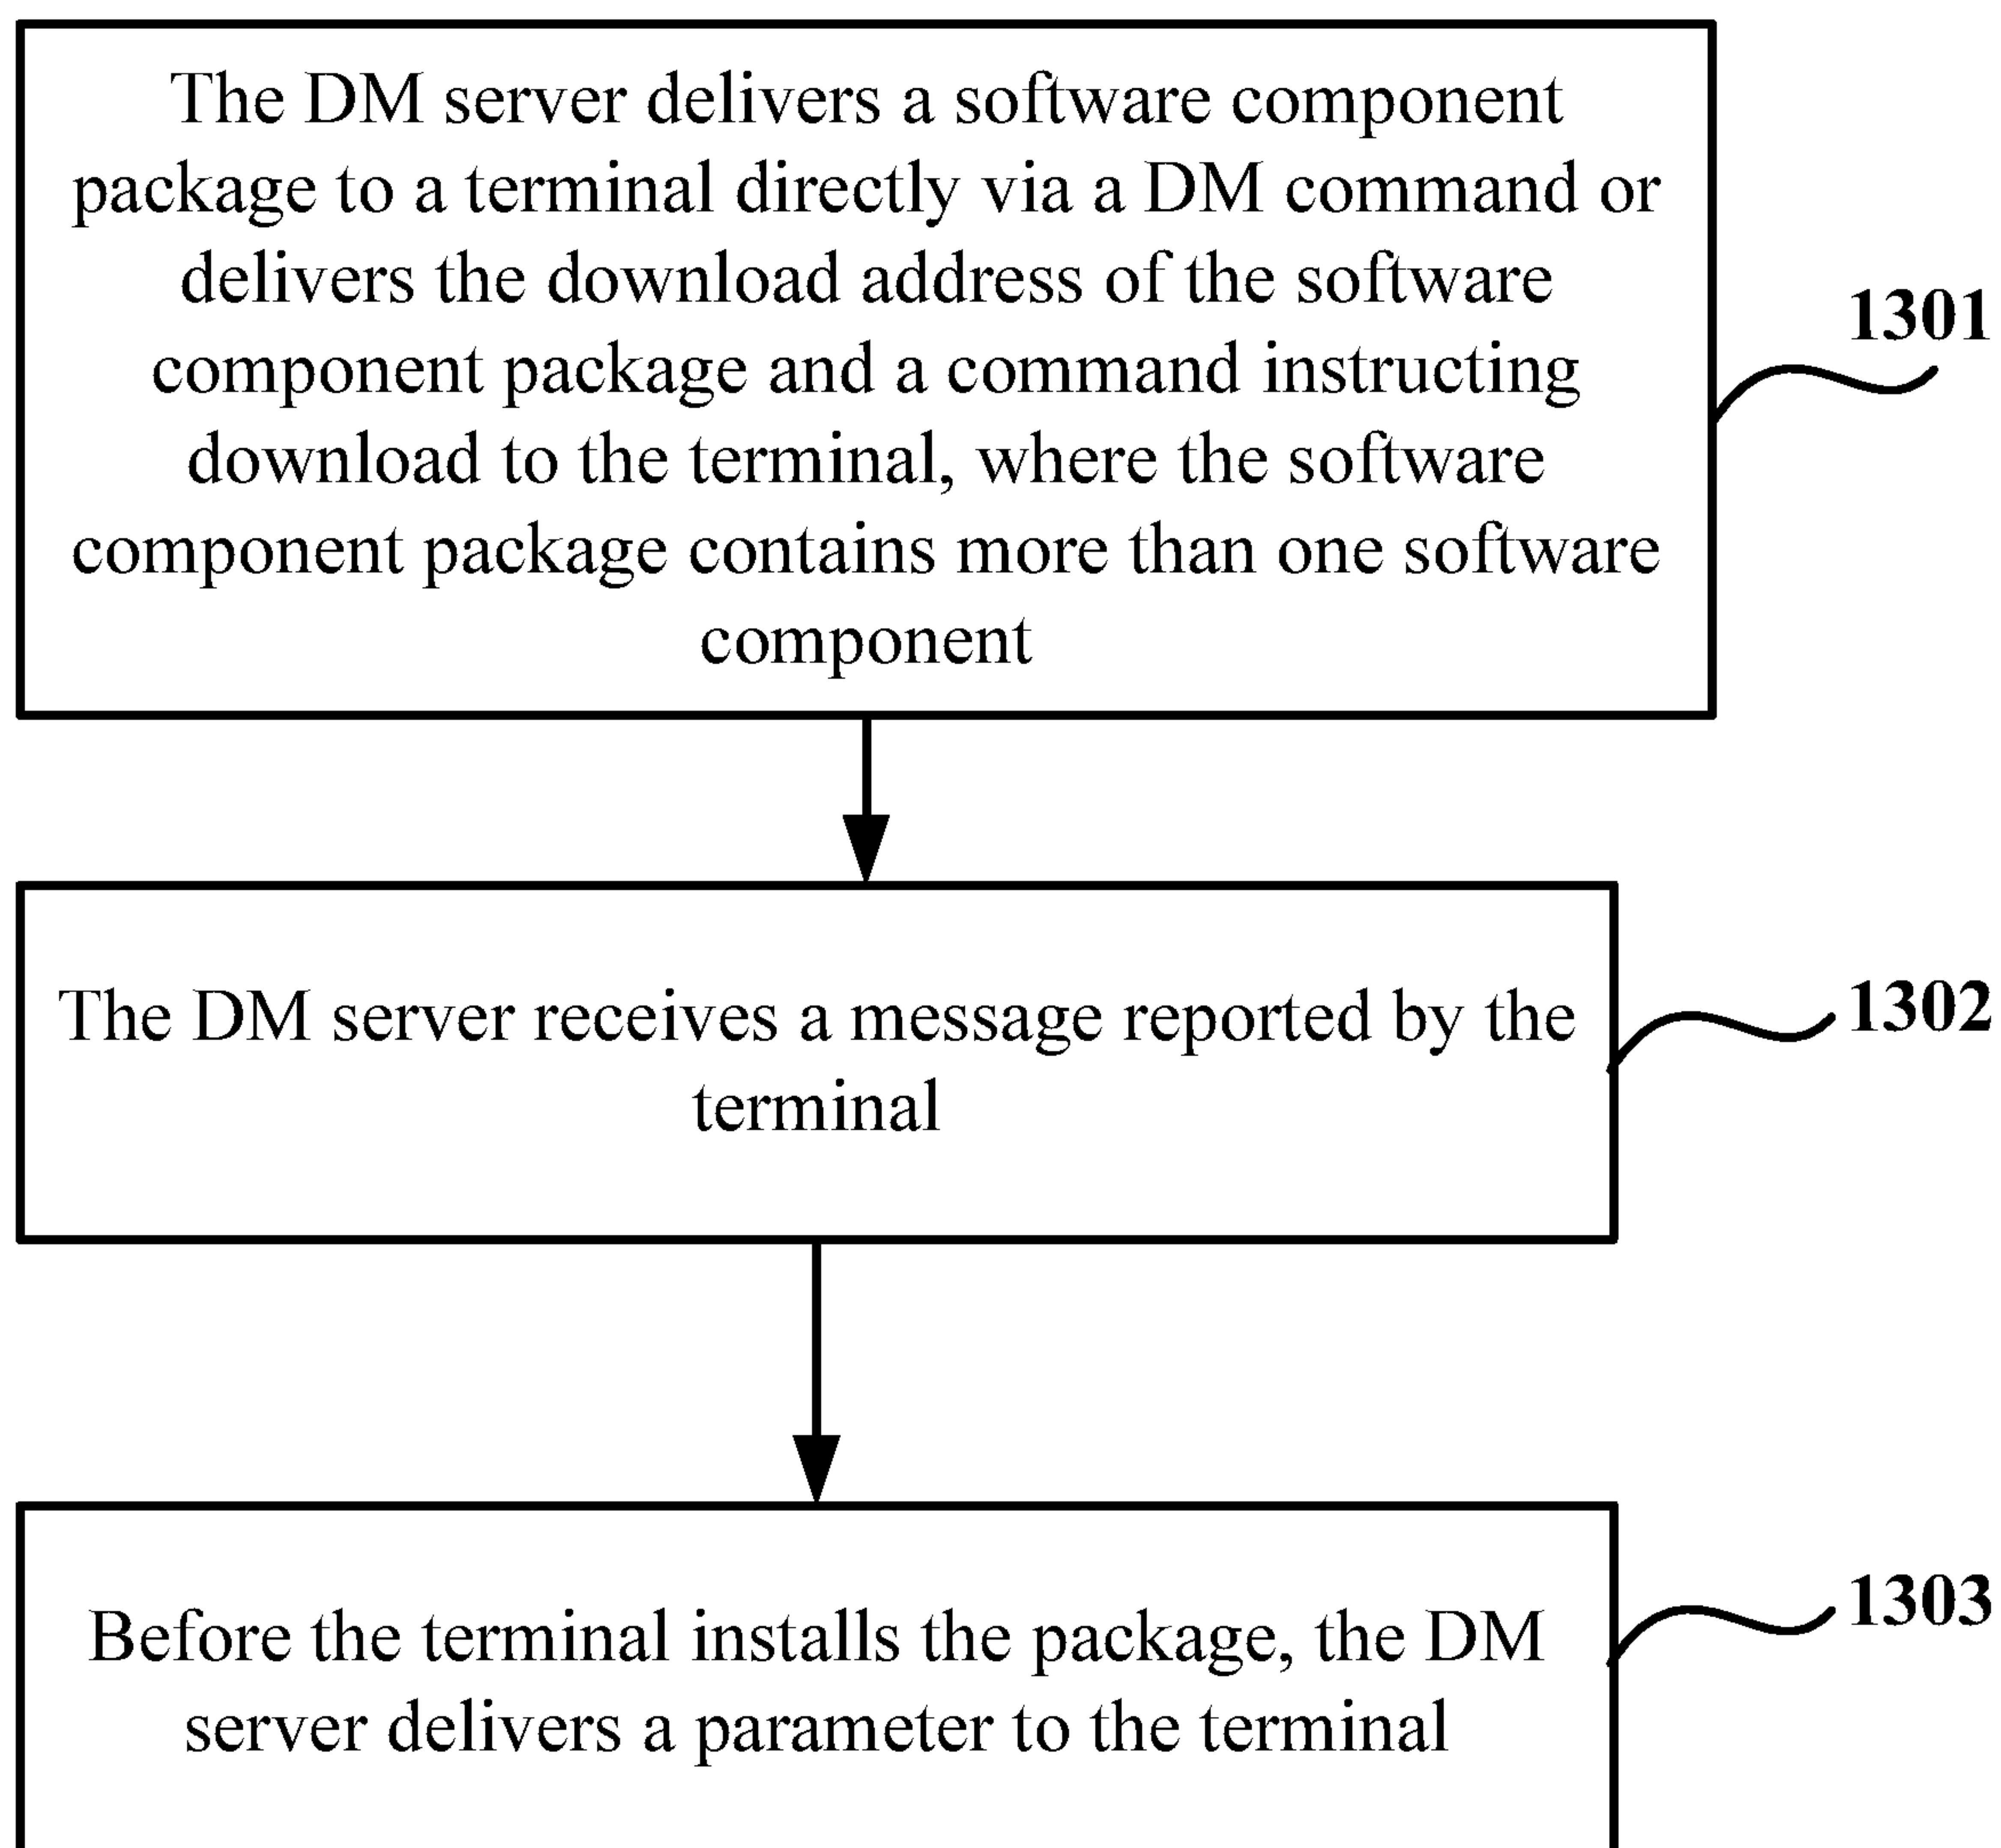 The DM server delivers a software component
package to a terminal directly via a DM command or
delivers the download address of the software
component package and a command instructing
download to the terminal, where the software
component package contains more than one software
component
1301
The DM server receives a message reported by the
terminal
1302
Before the terminal installs the package, the DM
server delivers a parameter to the terminal
1303